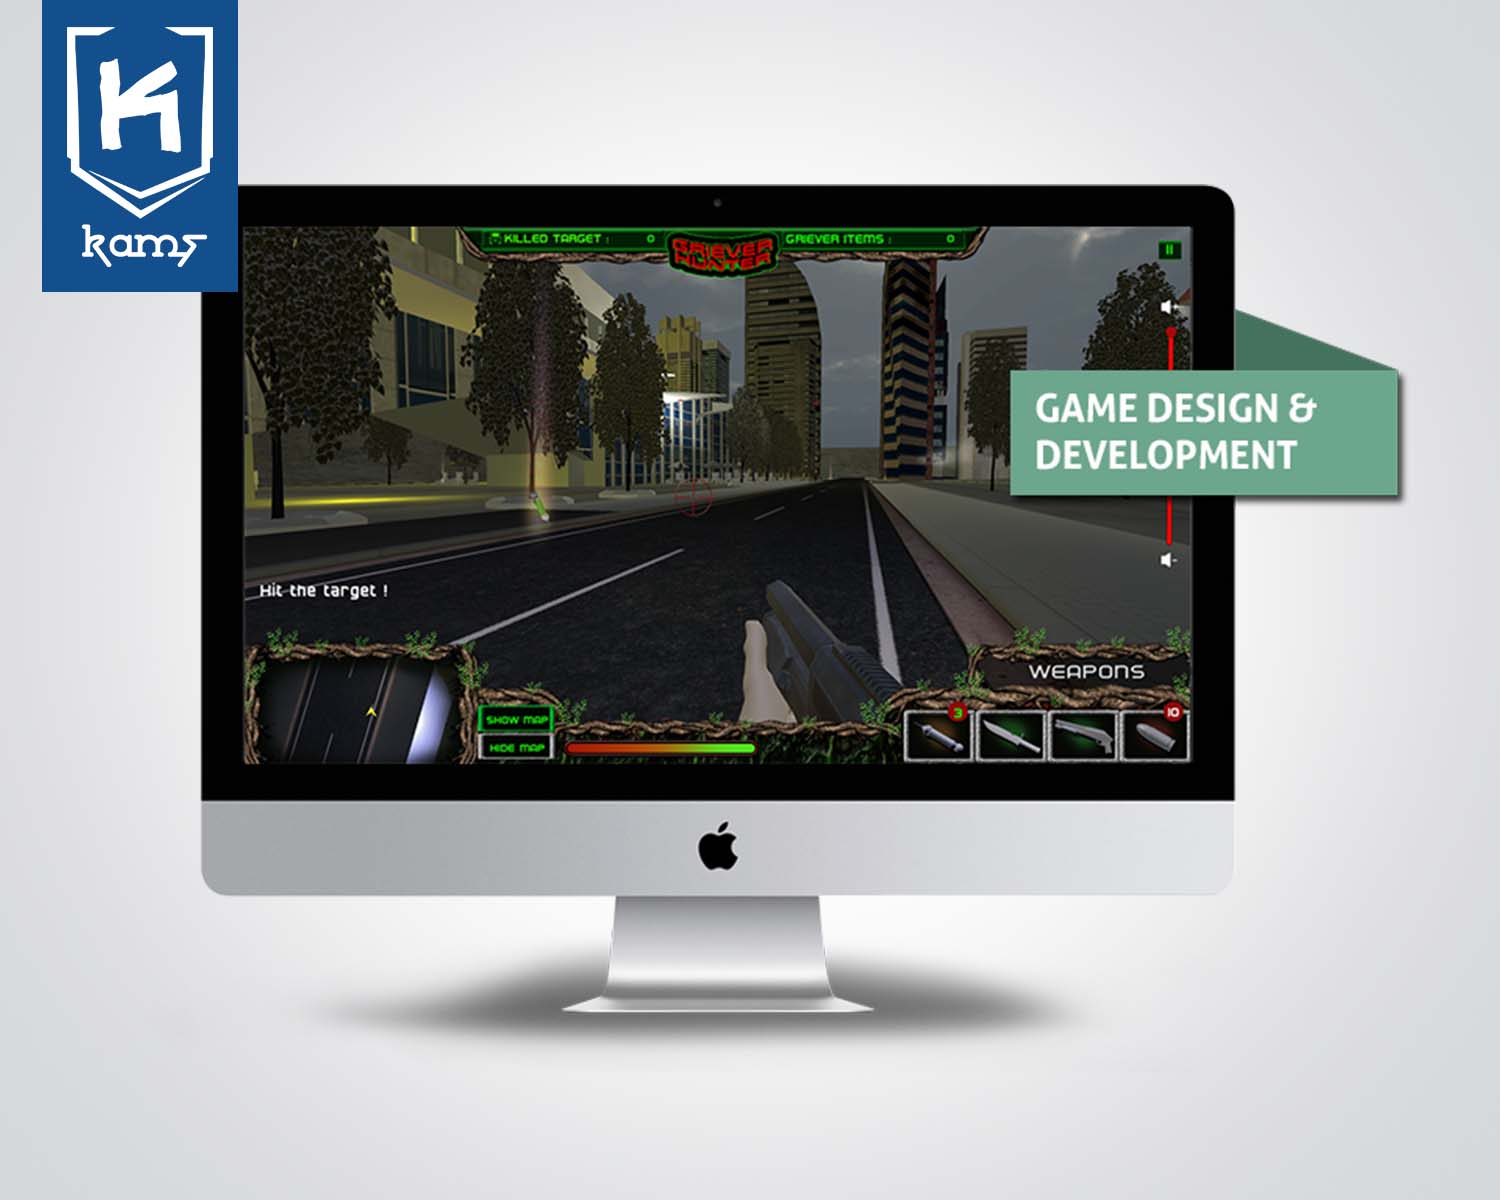 K
kams
KILLED TARGET : 0
GRIEVER HUNTER
GRIEVER ITEMS : 0
GAME DESIGN &
DEVELOPMENT
Hit the target !
WEAPONS
SHOW MAP
HIDE MAP
3
10